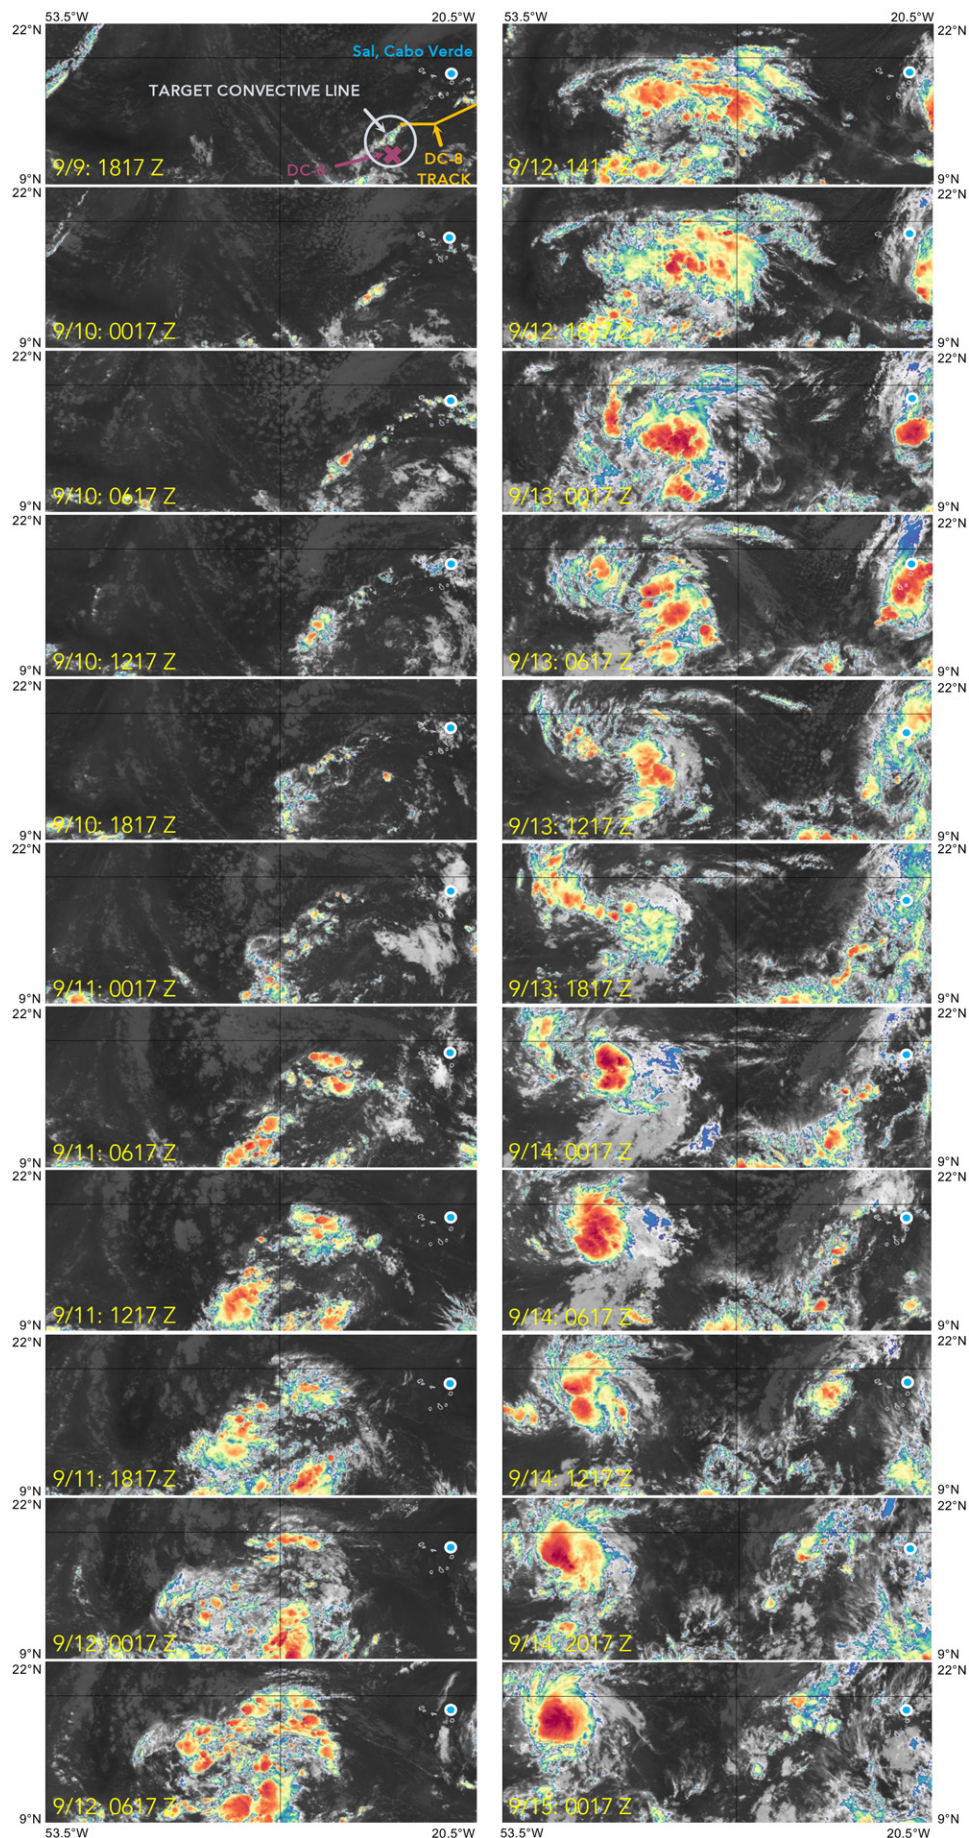 53.5°W 20.5°W
22°N
Sal, Cabo Verde
TARGET CONVECTIVE LINE
DC-8
DC-8
TRACK
9/9: 1817 Z
9°N
22°N
9/10: 0017 Z
9°N
22°N
9/10: 0617 Z
9°N
22°N
9/10: 1217 Z
9°N
22°N
9/10: 1817 Z
9°N
22°N
9/11: 0017 Z
9°N
22°N
9/11: 0617 Z
9°N
22°N
9/11: 1217 Z
9°N
22°N
9/11: 1817 Z
9°N
22°N
9/12: 0017 Z
9°N
22°N
9/12: 0617 Z
9°N
53.5°W 20.5°W
53.5°W 20.5°W
22°N
9/12: 1417 Z
9°N
22°N
9/12: 1817 Z
9°N
22°N
9/13: 0017 Z
9°N
22°N
9/13: 0617 Z
9°N
22°N
9/13: 1217 Z
9°N
22°N
9/13: 1817 Z
9°N
22°N
9/14: 0017 Z
9°N
22°N
9/14: 0617 Z
9°N
22°N
9/14: 1217 Z
9°N
22°N
9/14: 2017 Z
9°N
22°N
9/15: 0017 Z
9°N
53.5°W 20.5°W